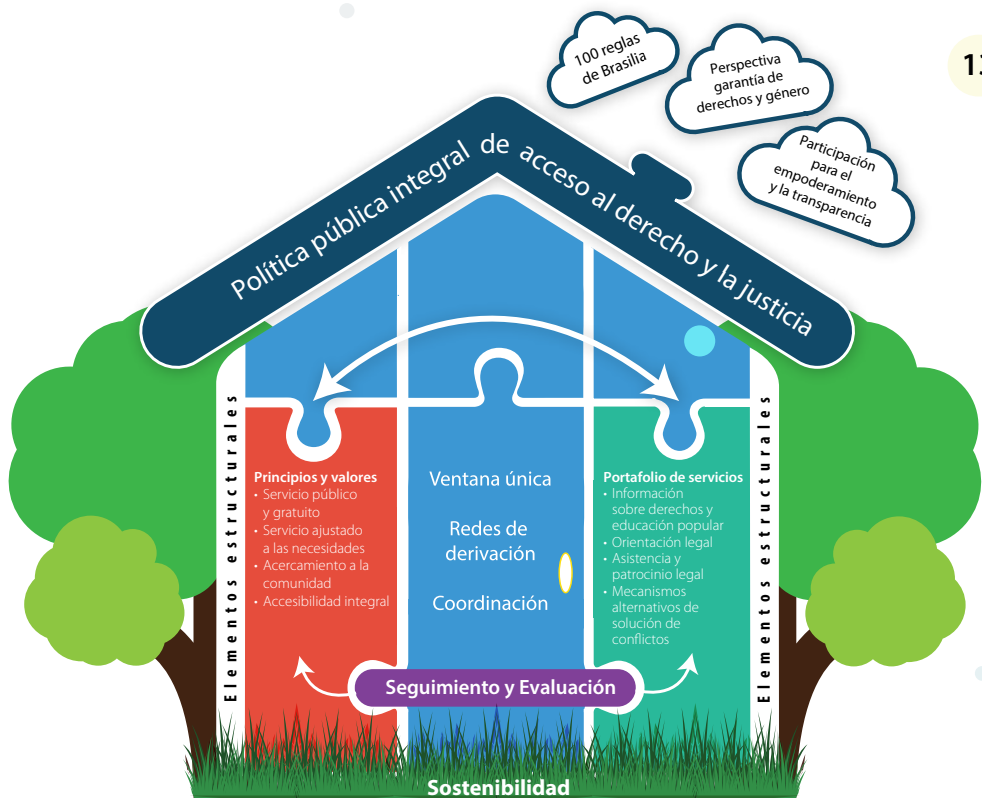 100 reglas
de Brasilia
Perspectiva
garantía de
derechos y género
Participación
para el
empoderamiento
y la transparencia
Política pública integral de acceso al derecho y la justicia
Elementos estructurales
Principios y valores
• Servicio público
y gratuito
• Servicio ajustado
a las necesidades
• Acercamiento a la
comunidad
• Accesibilidad integral
Ventana única
Redes de
derivación
Coordinación
Portafolio de servicios
• Información
sobre derechos y
educación popular
• Orientación legal
• Asistencia y
patrocinio legal
• Mecanismos
alternativos de
solución de
conflictos
Elementos estructurales
Seguimiento y Evaluación
Sostenibilidad